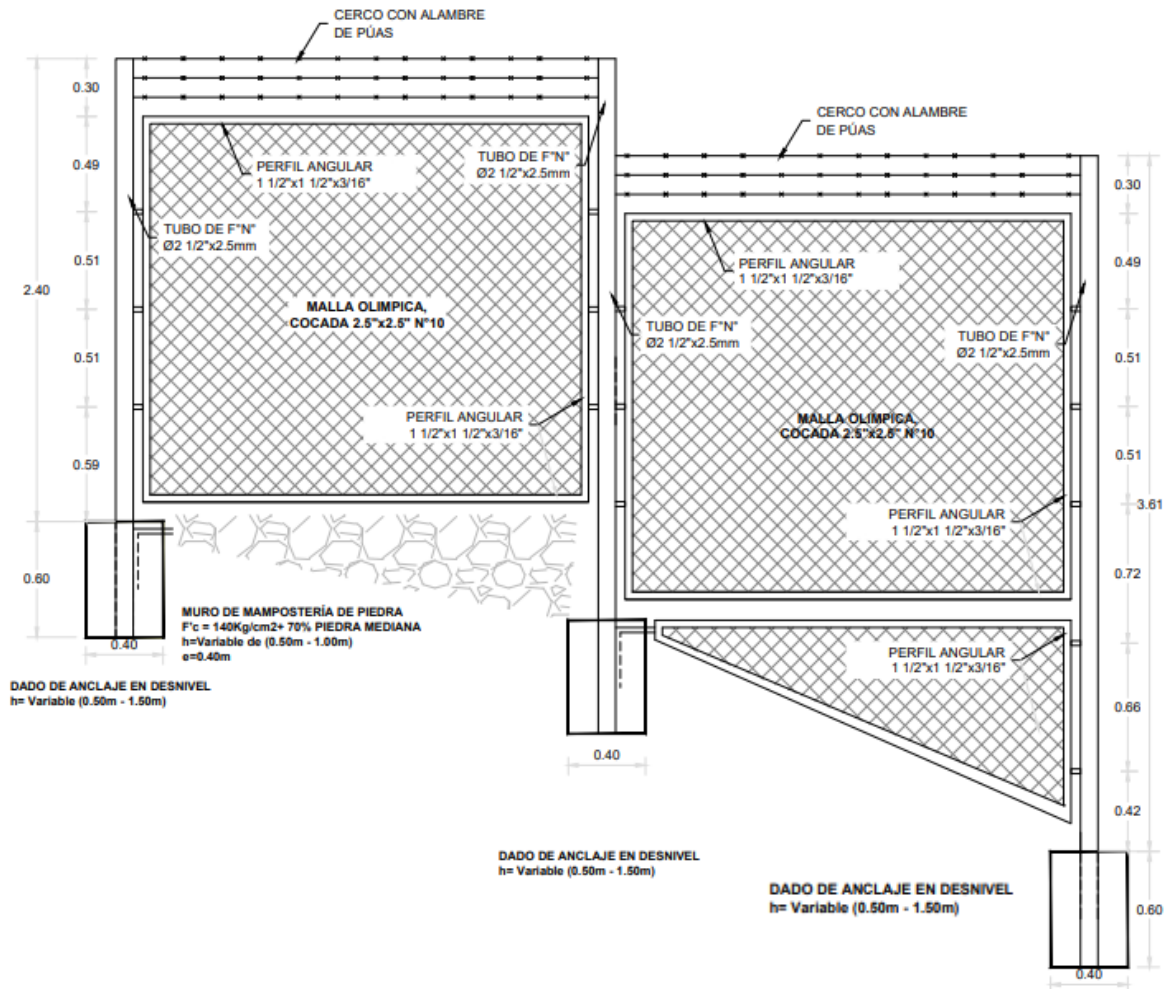 CERCO CON ALAMBRE
DE PÚAS
0.30
0.49
0.51
2.40
0.51
0.59
0.60
0.40
PERFIL ANGULAR
1 1/2"x1 1/2"x3/16"
TUBO DE F"N"
Ø2 1/2"x2.5mm
TUBO DE F"N"
Ø2 1/2"x2.5mm
MALLA OLIMPICA,
COCADA 2.5"x2.5" N°10
PERFIL ANGULAR
1 1/2"x1 1/2"x3/16"
MURO DE MAMPOSTERÍA DE PIEDRA
F'c = 140Kg/cm2+ 70% PIEDRA MEDIANA
h=Variable de (0.50m - 1.00m)
e=0.40m
DADO DE ANCLAJE EN DESNIVEL
h= Variable (0.50m - 1.50m)
CERCO CON ALAMBRE
DE PÚAS
PERFIL ANGULAR
1 1/2"x1 1/2"x3/16"
TUBO DE F"N"
Ø2 1/2"x2.5mm
TUBO DE F"N"
Ø2 1/2"x2.5mm
MALLA OLIMPICA,
COCADA 2.5"x2.5" N°10
PERFIL ANGULAR
1 1/2"x1 1/2"x3/16"
PERFIL ANGULAR
1 1/2"x1 1/2"x3/16"
0.30
0.49
0.51
0.51
3.61
0.72
0.66
0.42
0.60
0.40
0.40
DADO DE ANCLAJE EN DESNIVEL
h= Variable (0.50m - 1.50m)
DADO DE ANCLAJE EN DESNIVEL
h= Variable (0.50m - 1.50m)